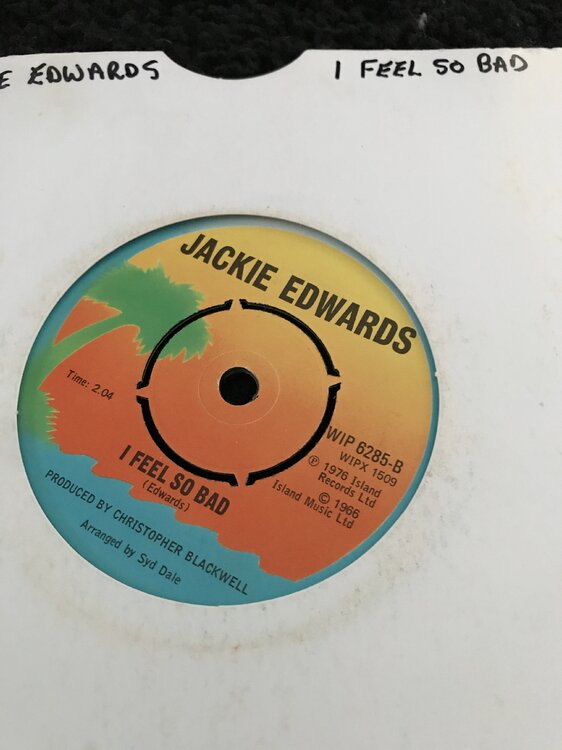 E EDWARDS
I FEEL SO BAD
JACKIE EDWARDS
Time: 2.04
WIP 6285-B
WIPX 1509
℗ 1976 Island
Records Ltd
© 1966
Island Music Ltd
I FEEL SO BAD
(Edwards)
PRODUCED BY CHRISTOPHER BLACKWELL
Arranged by Syd Dale